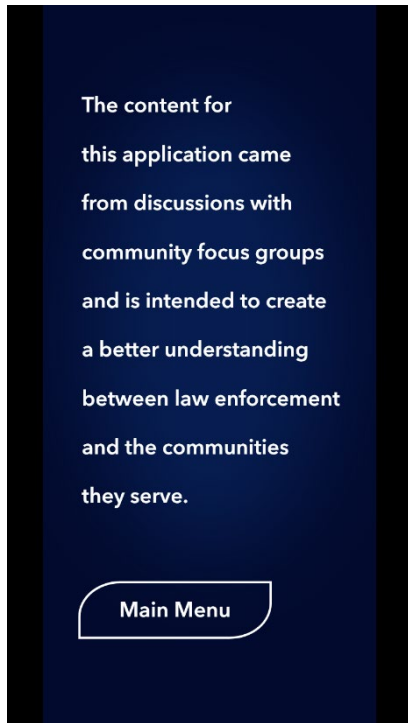 The content for
this application came
from discussions with
community focus groups
and is intended to create
a better understanding
between law enforcement
and the communities
they serve.
Main Menu